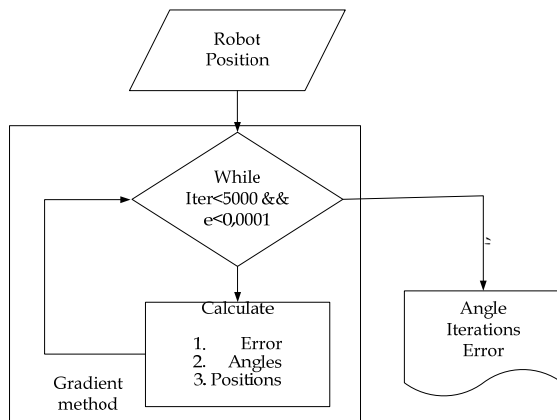 Robot
Position
While
Iter<5000 &&
e<0,0001
Calculate
1. Error
2. Angles
3. Positions
Gradient
method
Angle
Iterations
Error